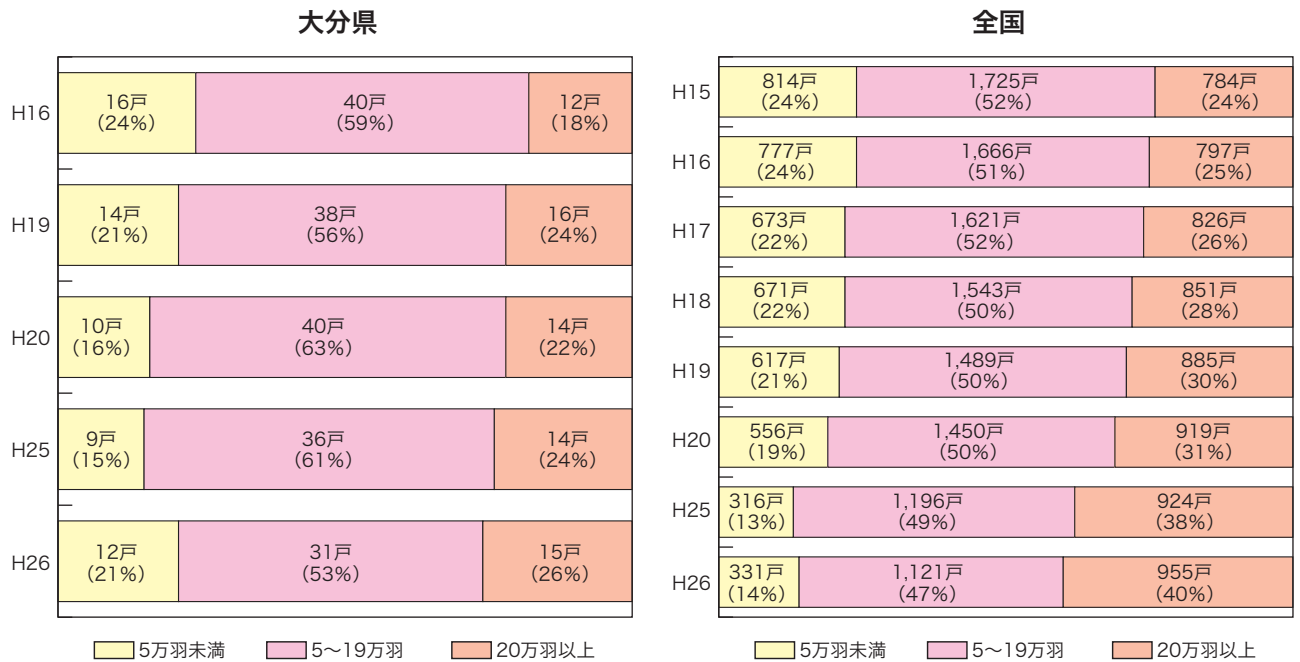 大分県
H16
16戸
(24%)
40戸
(59%)
12戸
(18%)
H19
14戸
(21%)
38戸
(56%)
16戸
(24%)
H20
10戸
(16%)
40戸
(63%)
14戸
(22%)
H25
9戸
(15%)
36戸
(61%)
14戸
(24%)
H26
12戸
(21%)
31戸
(53%)
15戸
(26%)
5万羽未満
5〜19万羽
20万羽以上
全国
H15
814戸
(24%)
1,725戸
(52%)
784戸
(24%)
H16
777戸
(24%)
1,666戸
(51%)
797戸
(25%)
H17
673戸
(22%)
1,621戸
(52%)
826戸
(26%)
H18
671戸
(22%)
1,543戸
(50%)
851戸
(28%)
H19
617戸
(21%)
1,489戸
(50%)
885戸
(30%)
H20
556戸
(19%)
1,450戸
(50%)
919戸
(31%)
H25
316戸
(13%)
1,196戸
(49%)
924戸
(38%)
H26
331戸
(14%)
1,121戸
(47%)
955戸
(40%)
5万羽未満
5〜19万羽
20万羽以上